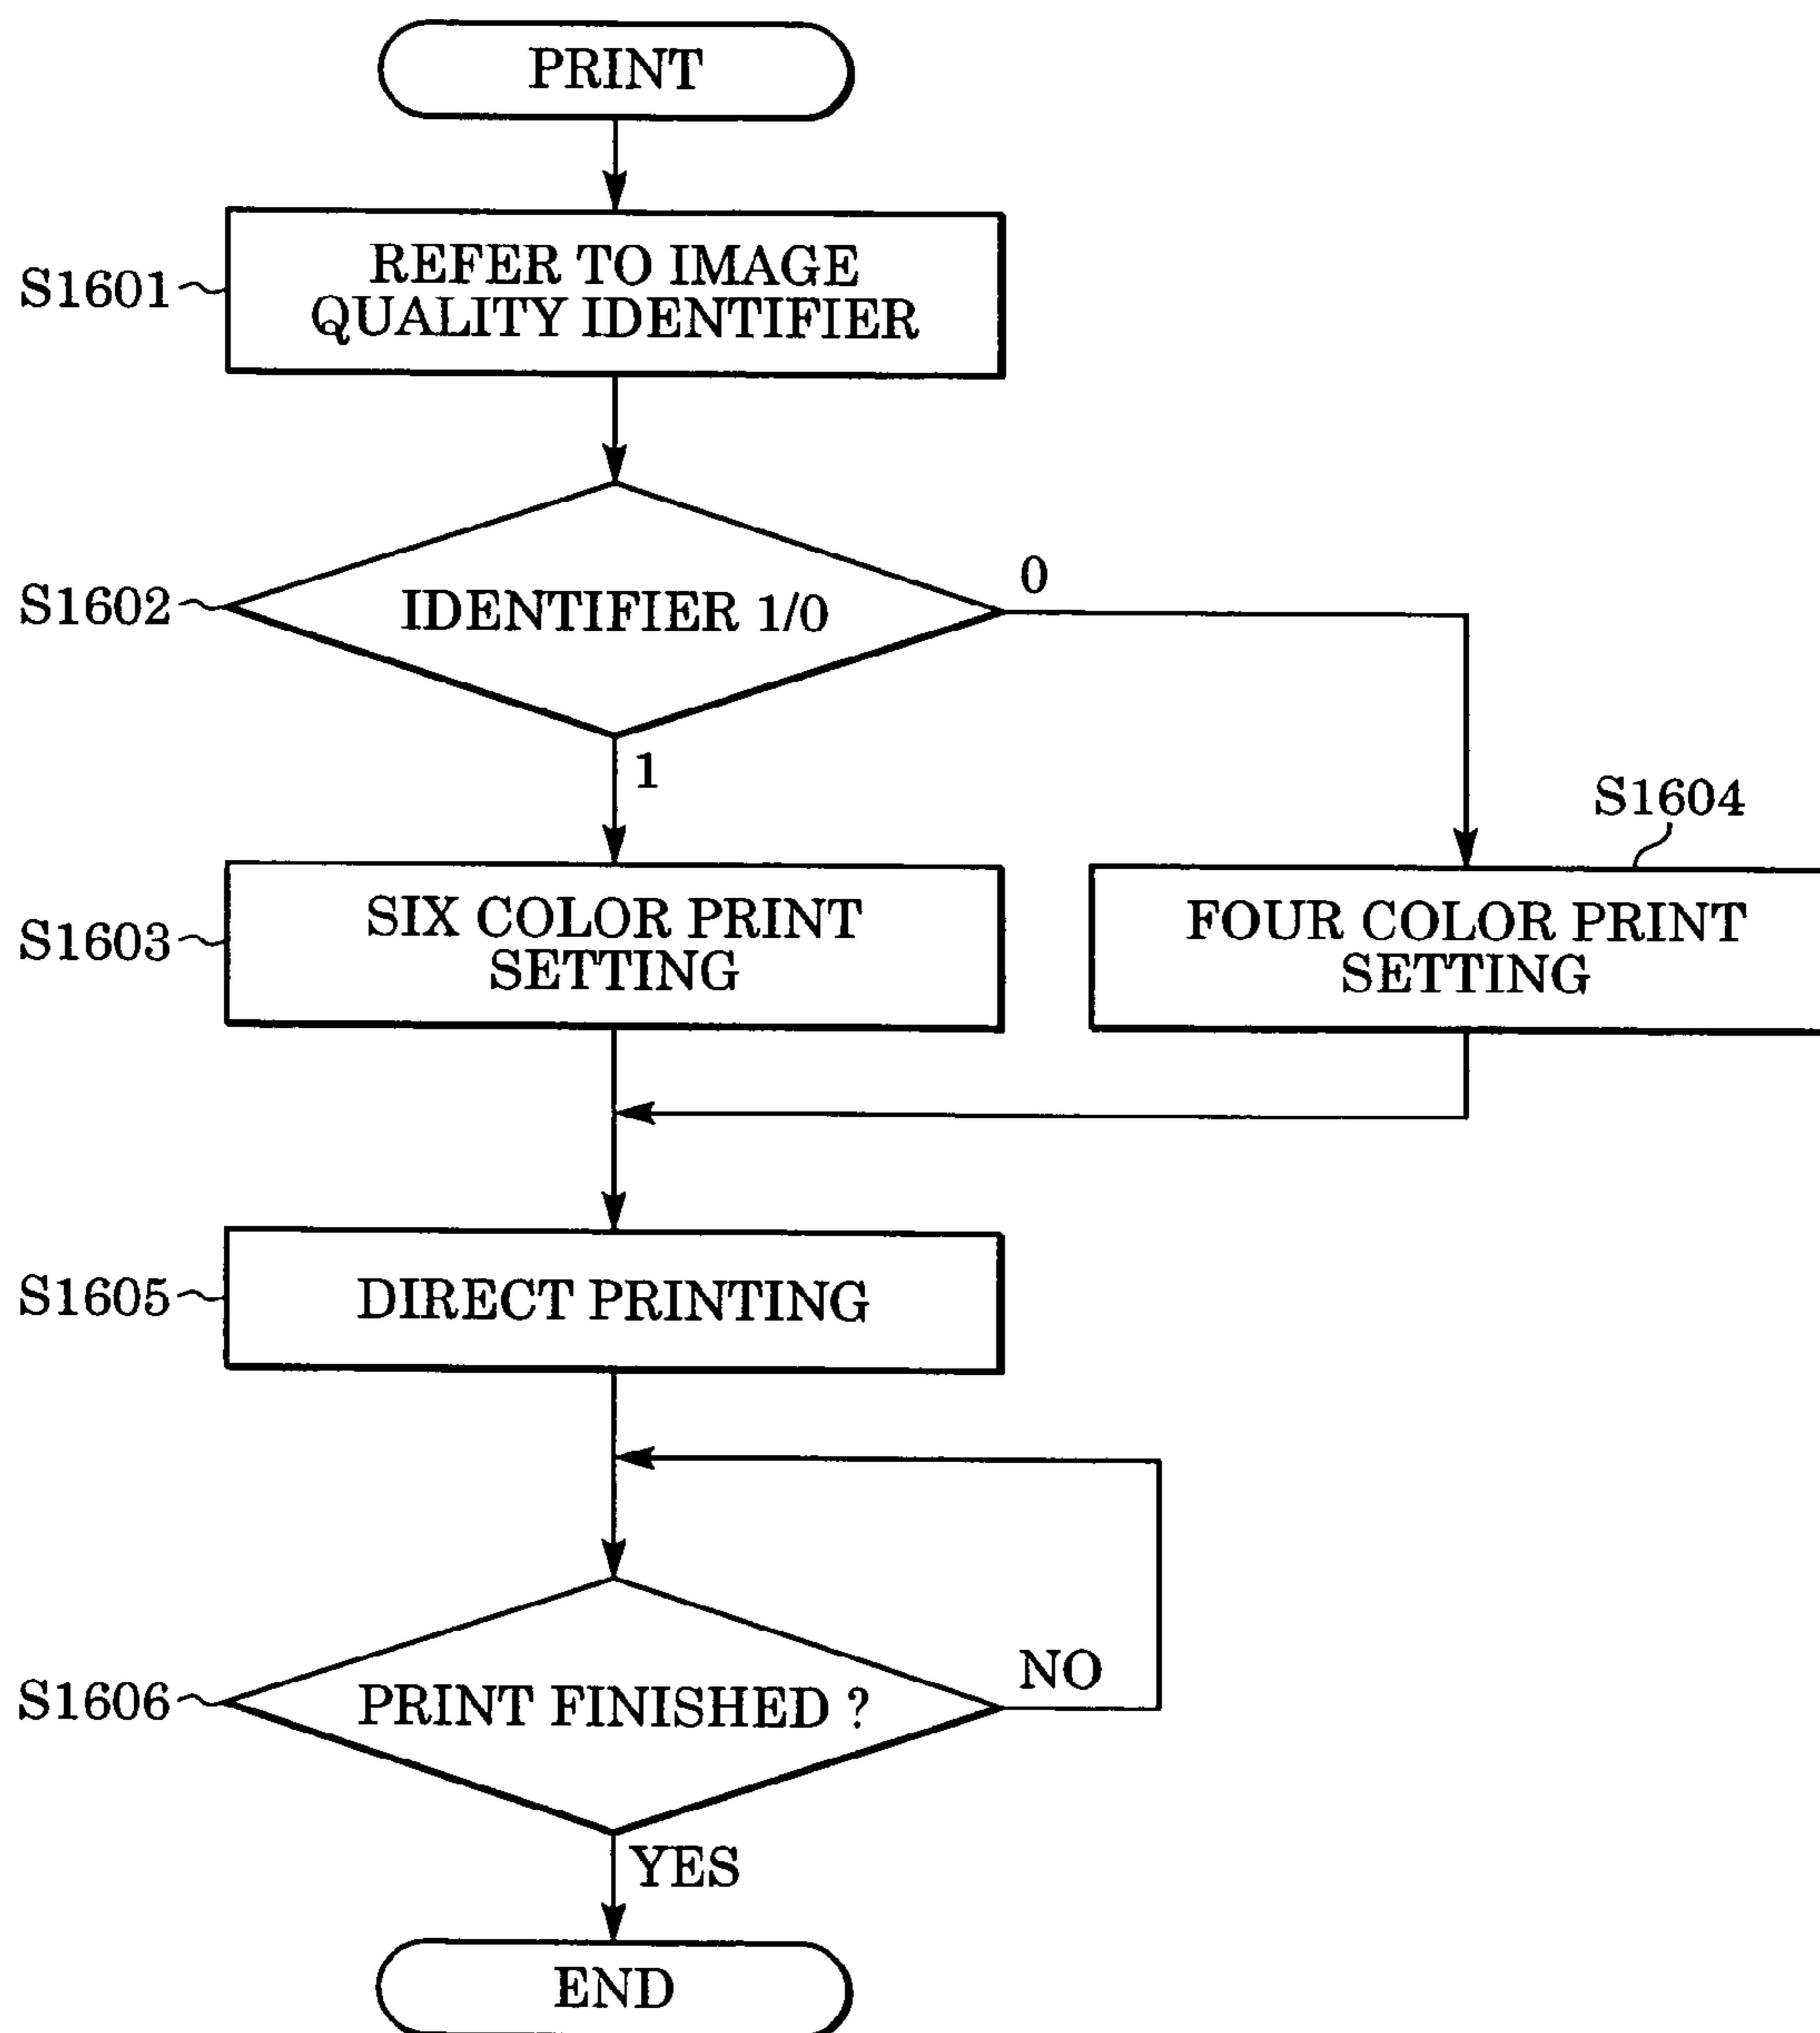 PRINT
S1601
REFER TO IMAGE
QUALITY IDENTIFIER
S1602
IDENTIFIER 1/0
0
1
S1604
S1603
SIX COLOR PRINT
SETTING
FOUR COLOR PRINT
SETTING
S1605
DIRECT PRINTING
S1606
PRINT FINISHED ?
NO
YES
END